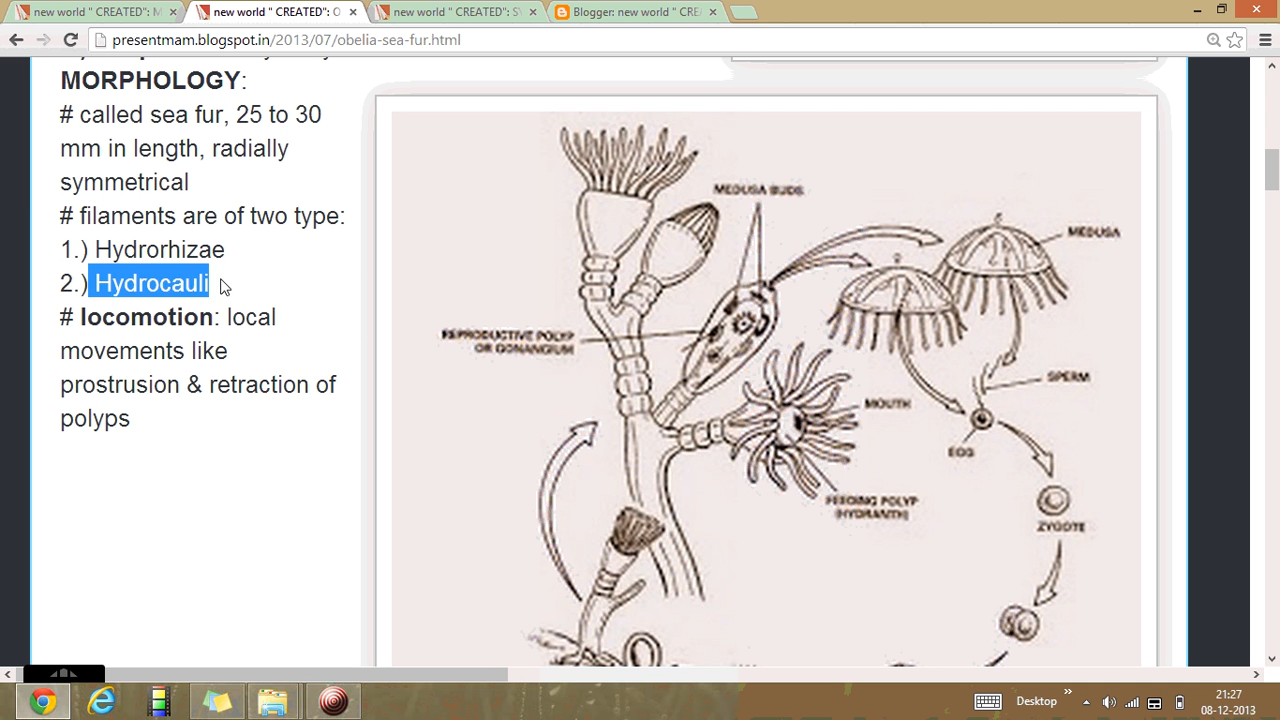 new world " CREATED": M
new world " CREATED": O
new world " CREATED": SY
Blogger: new world " CRE
presentmam.blogspot.in/2013/07/obelia-sea-fur.html
MORPHOLOGY:
# called sea fur, 25 to 30
mm in length, radially
symmetrical
# filaments are of two type:
1.) Hydrorhizae
2.) Hydrocauli
# locomotion: local
movements like
prostrusion & retraction of
polyps
MEDUSA BUDS
MEDUSA
REPRODUCTIVE POLYP
OR GONANGIUM
SPERM
MOUTH
EGG
FEEDING POLYP
(HYDRANTH)
ZYGOTE
Desktop
21:27
08-12-2013